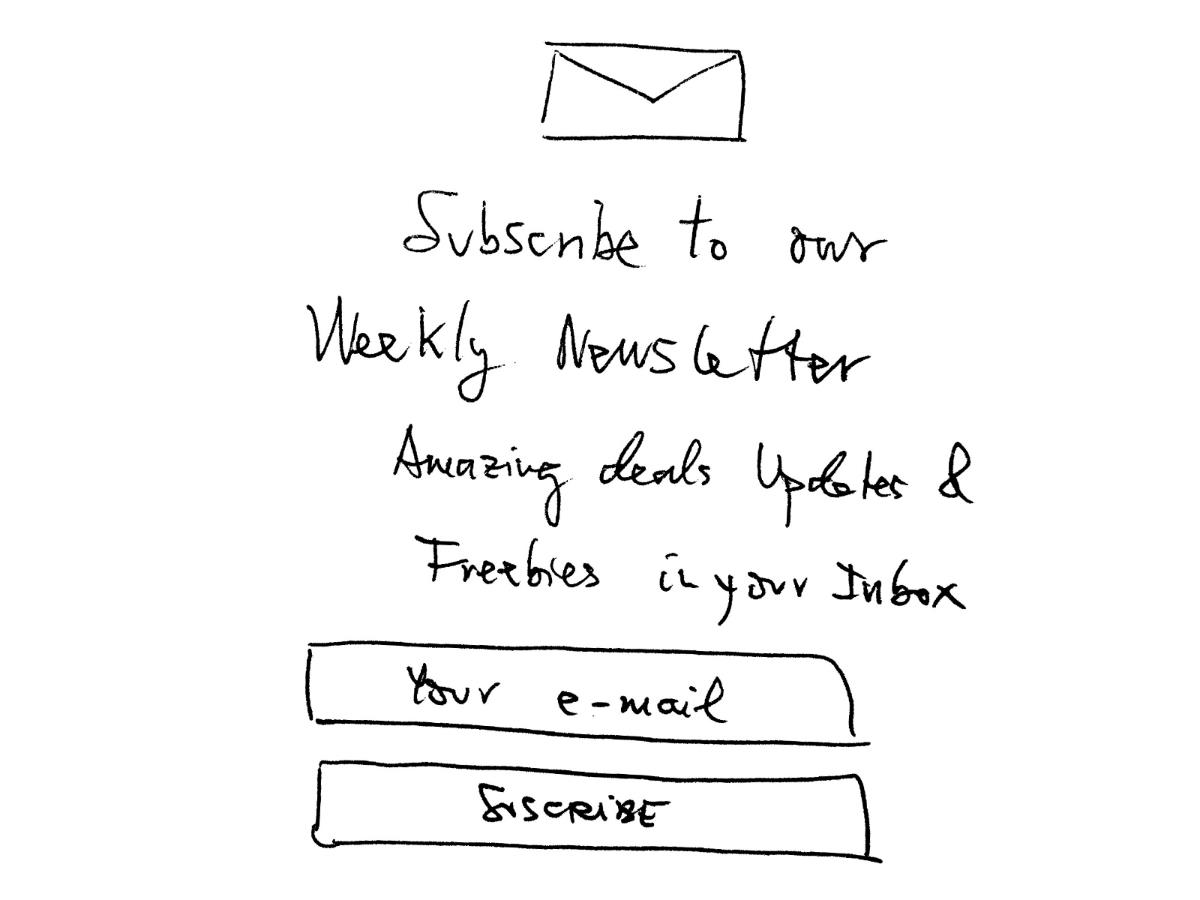 Subscribe to our
Weekly Newsletter
Amazing deals Updates &
Freebies in your Inbox
Your e-mail
SUSCRIBE